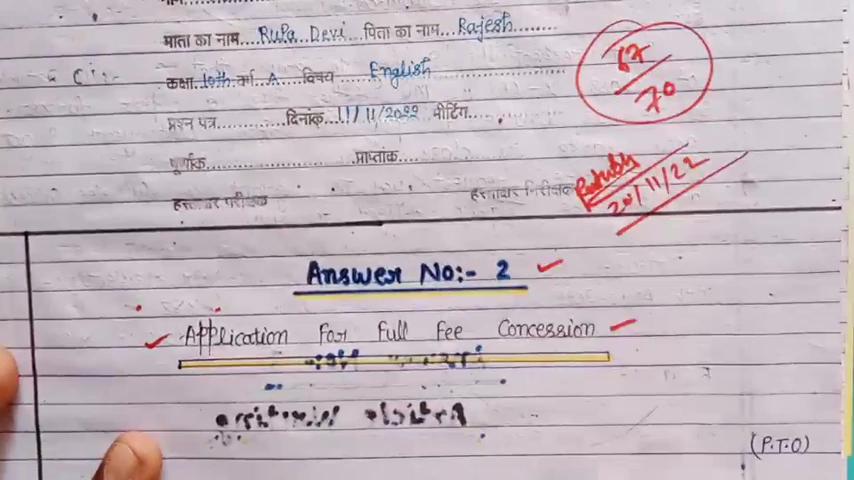 माता का नाम...Rupa Devi...पिता का नाम...Rajesh............
कक्षा 10th वर्ग A विषय......English..................
प्रश्न पत्र...............दिनांक 11/11/2022 मीटिंग......
67
70
पूर्णांक........................प्राप्तांक..................
हस्ताक्षर परीक्षक हस्ताक्षर निरीक्षक
20/11/22
Answer No:- 2
Application For Full Fee Concession
(P.T.O)